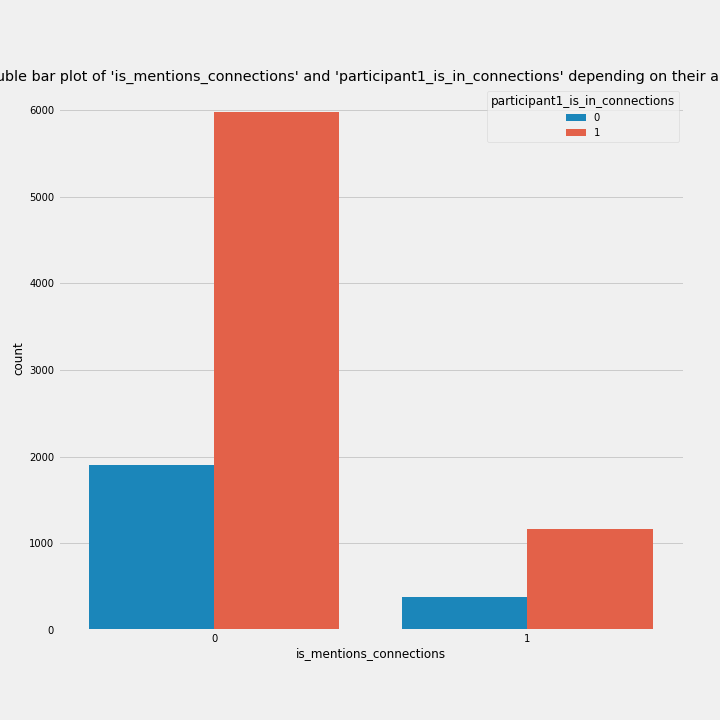 uble bar plot of 'is_mentions_connections' and 'participant1_is_in_connections' depending on their a
participant1_is_in_connections
0
1
6000
5000
4000
3000
2000
1000
0
count
0 1
is_mentions_connections